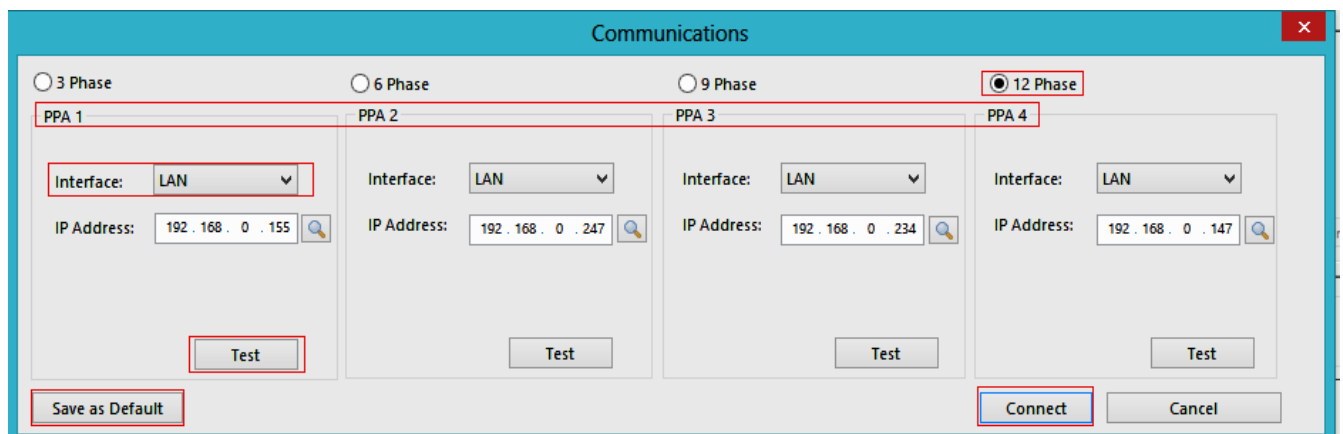 Communications
3 Phase 6 Phase 9 Phase 12 Phase
PPA 1 PPA 2 PPA 3 PPA 4
Interface: LAN Interface: LAN Interface: LAN Interface: LAN
IP Address: 192 . 168 . 0 . 155 IP Address: 192 . 168 . 0 . 247 IP Address: 192 . 168 . 0 . 234 IP Address: 192 . 168 . 0 . 147
Test Test Test Test
Save as Default Connect Cancel